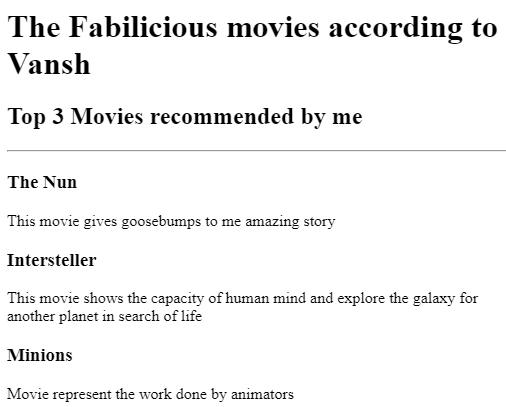 The Fabilicious movies according to
Vansh
Top 3 Movies recommended by me
The Nun
This movie gives goosebumps to me amazing story
Intersteller
This movie shows the capacity of human mind and explore the galaxy for
another planet in search of life
Minions
Movie represent the work done by animators